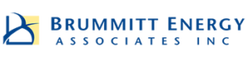 BRUMMITT ENERGY
ASSOCIATES INC